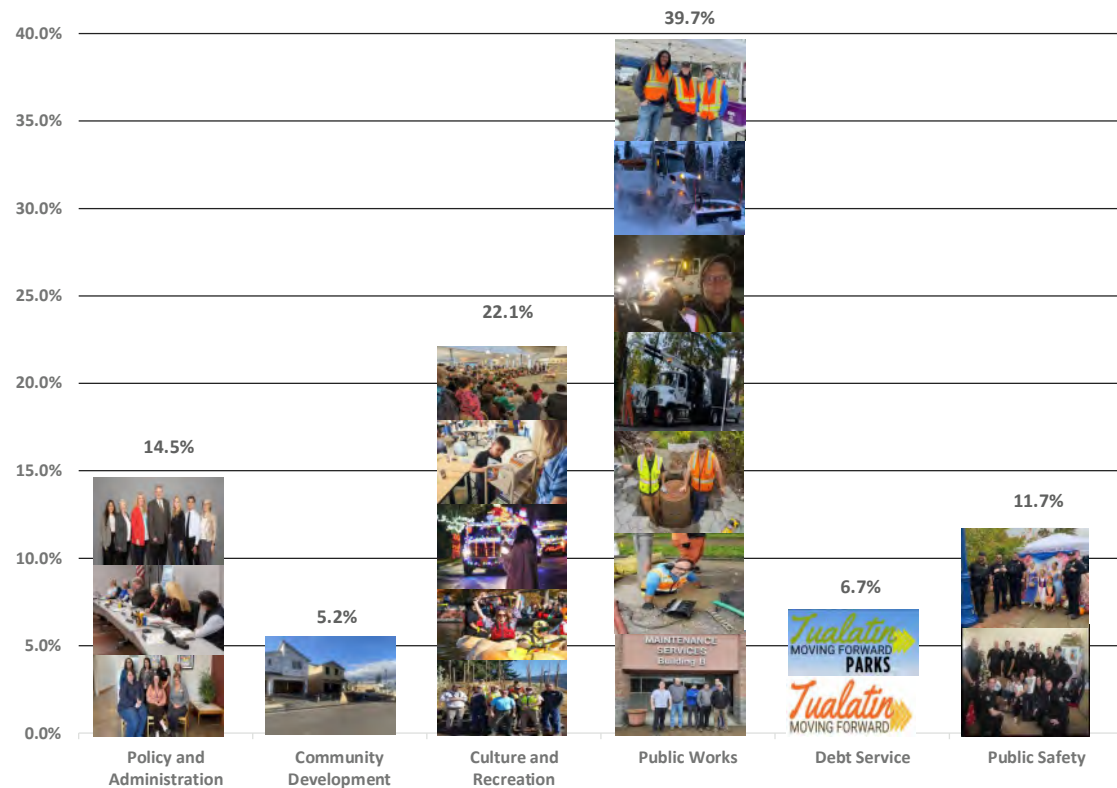 39.7%
40.0%
35.0%
30.0%
25.0%
22.1%
20.0%
14.5%
15.0%
11.7%
10.0%
6.7%
5.2%
5.0%
0.0%
MAINTENANCE
SERVICES
Building B
Tualatin
MOVING FORWARD
PARKS
Tualatin
MOVING FORWARD
Policy and
Administration
Community
Development
Culture and
Recreation
Public Works
Debt Service
Public Safety